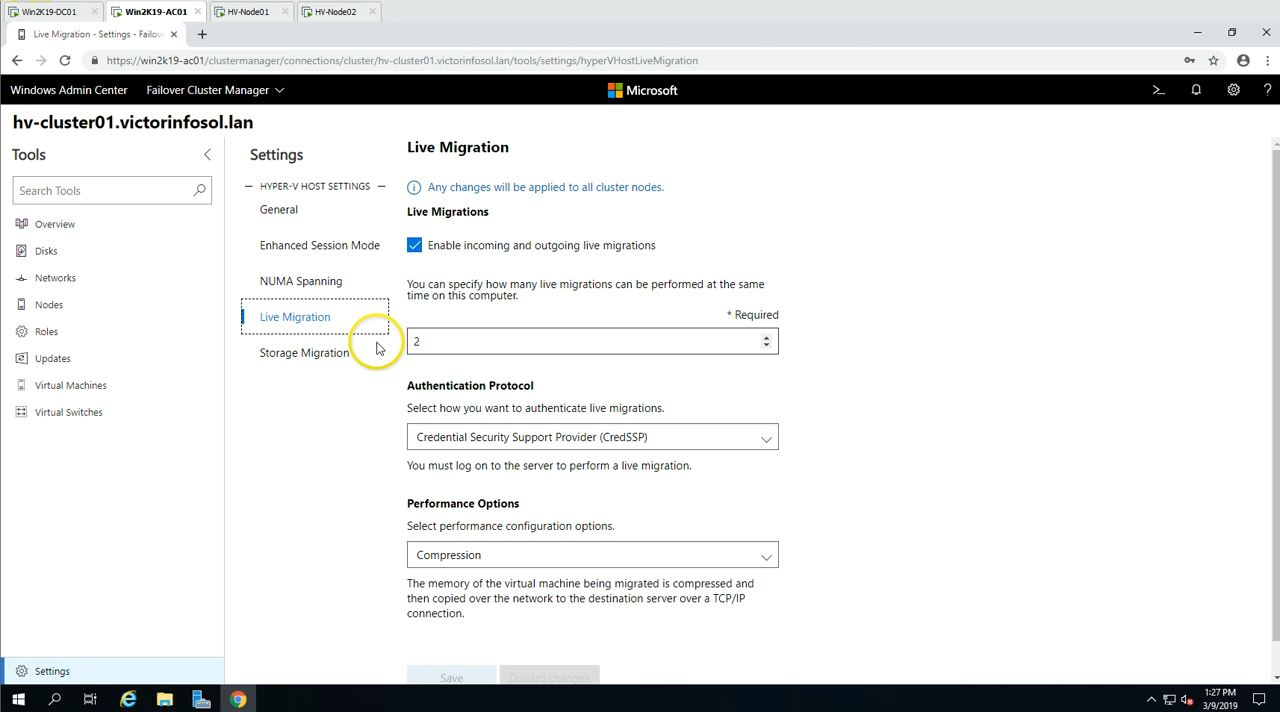 Win2K19-DC01
Win2K19-AC01
HV-Node01
HV-Node02
Live Migration - Settings - Failov
https://win2k19-ac01/clustermanager/connections/cluster/hv-cluster01.victorinfosol.lan/tools/settings/hyperVHostLiveMigration
Windows Admin Center
Failover Cluster Manager
Microsoft
hv-cluster01.victorinfosol.lan
Tools
Search Tools
Overview
Disks
Networks
Nodes
Roles
Updates
Virtual Machines
Virtual Switches
Settings
Settings
HYPER-V HOST SETTINGS
General
Enhanced Session Mode
NUMA Spanning
Live Migration
Storage Migration
Live Migration
Any changes will be applied to all cluster nodes.
Live Migrations
Enable incoming and outgoing live migrations
You can specify how many live migrations can be performed at the same
time on this computer.
* Required
2
Authentication Protocol
Select how you want to authenticate live migrations.
Credential Security Support Provider (CredSSP)
You must log on to the server to perform a live migration.
Performance Options
Select performance configuration options.
Compression
The memory of the virtual machine being migrated is compressed and
then copied over the network to the destination server over a TCP/IP
connection.
Save
Discard changes
1:27 PM
3/9/2019